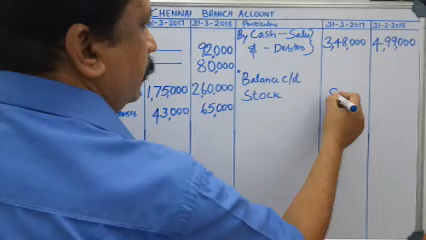 CHENNAI BRANCH ACCOUNT
31-3-2017 31-3-2018 Particulars 31-3-2017 31-3-2018
By Cash – Sales
92,000 & - Debtors 3,48,000 4,99,000
80,000
Balance c/d
1,75000 2,60,000 Stock
43,000 65,000